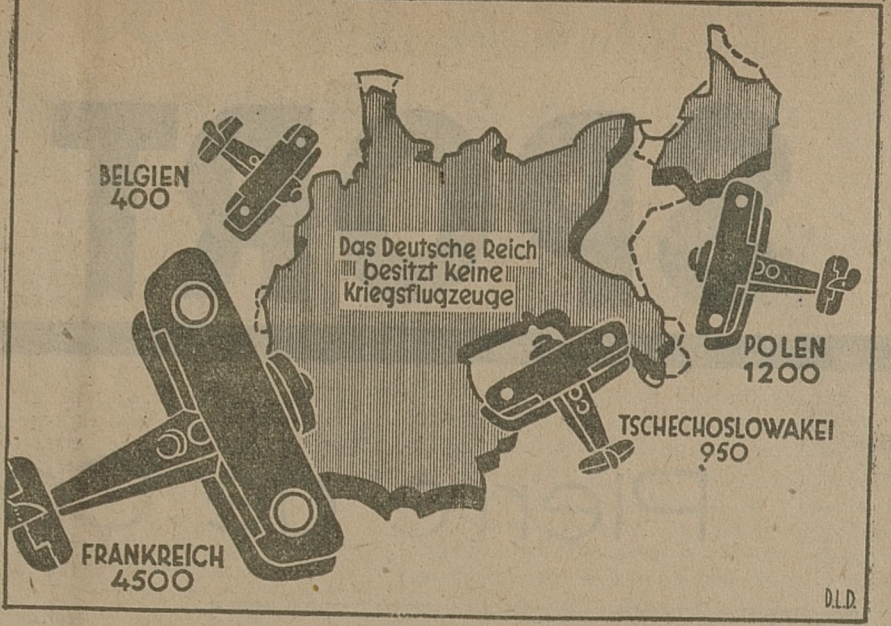 BELGIEN
400
Das Deutsche Reich
besitzt keine
Kriegsflugzeuge
POLEN
1200
TSCHECHOSLOWAKEI
950
FRANKREICH
4500
D.L.D.